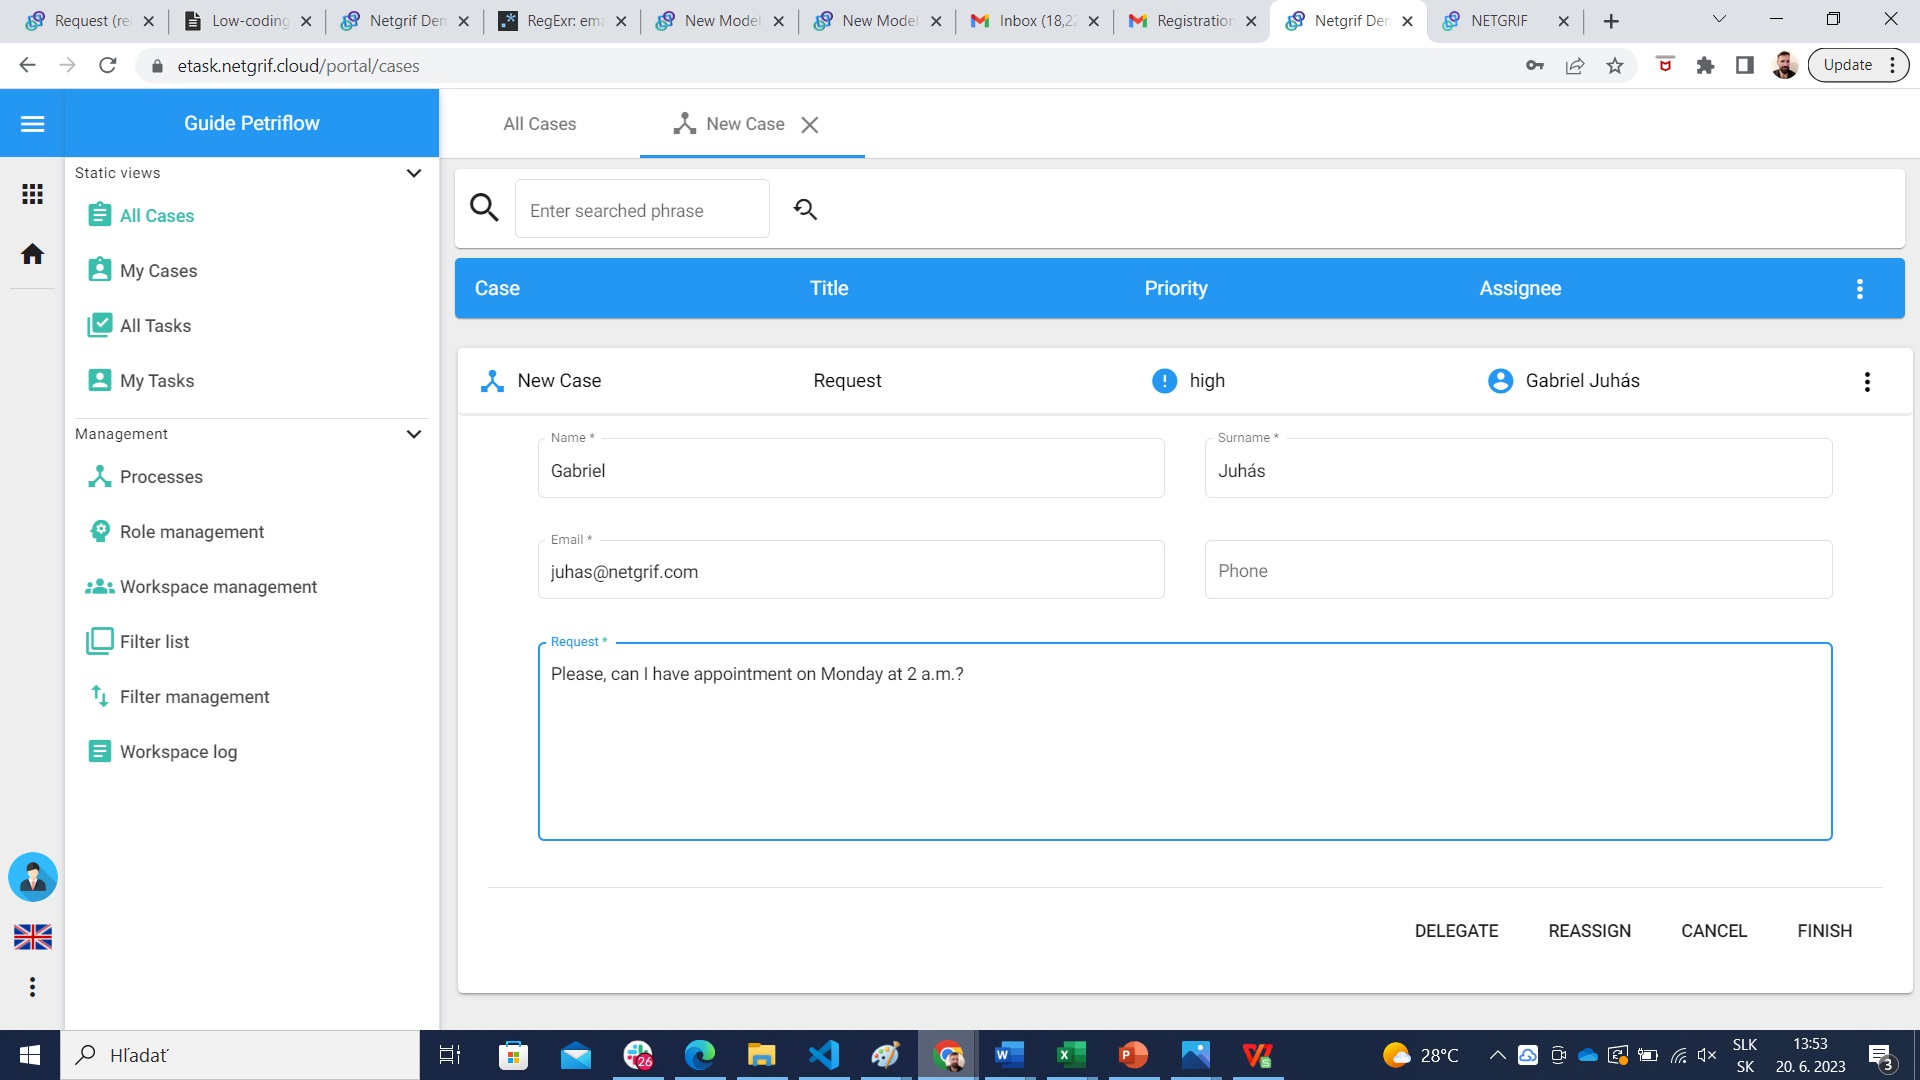 Request (re
Low-coding
Netgrif Den
RegExr: ema
New Model
New Model
Inbox (18,22
Registration
Netgrif Den
NETGRIF
etask.netgrif.cloud/portal/cases
Update
Guide Petriflow
All Cases
New Case
Static views
All Cases
My Cases
All Tasks
My Tasks
Management
Processes
Role management
Workspace management
Filter list
Filter management
Workspace log
Enter searched phrase
Case Title Priority Assignee
New Case Request high Gabriel Juhás
Name * Surname *
Gabriel Juhás
Email *
juhas@netgrif.com Phone
Request *
Please, can I have appointment on Monday at 2 a.m.?
DELEGATE REASSIGN CANCEL FINISH
Hľadať
26
28°C
SLK
SK
13:53
20. 6. 2023
3